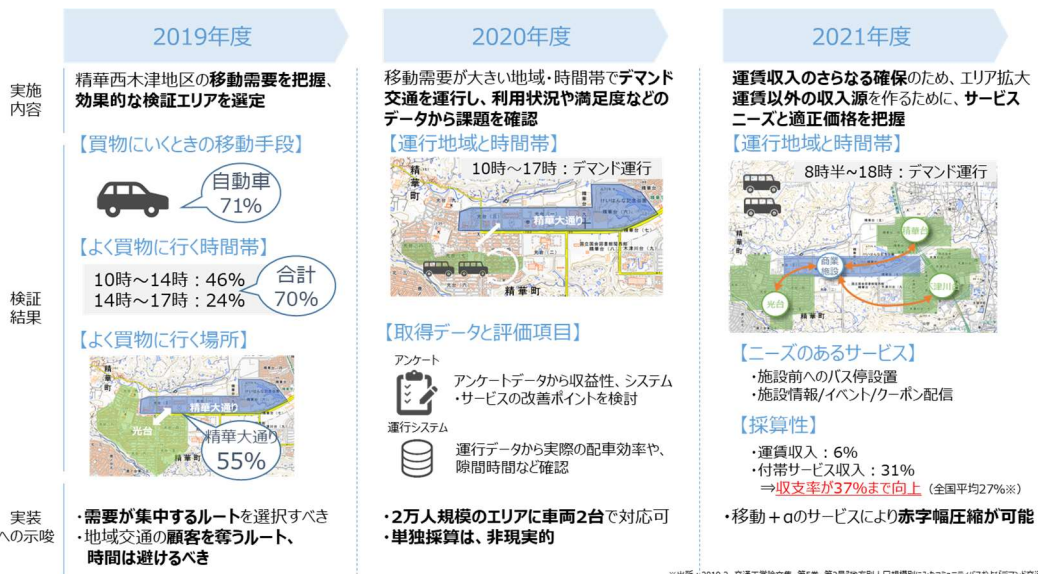 2019年度
2020年度
2021年度
実施
内容
精華西木津地区の移動需要を把握、
効果的な検証エリアを選定
移動需要が大きい地域・時間帯でデマンド
交通を運行し、利用状況や満足度などの
データから課題を確認
運賃収入のさらなる確保のため、エリア拡大
運賃以外の収入源を作るために、サービス
ニーズと適正価格を把握
検証
結果
【買物にいくときの移動手段】
自動車
71%
【よく買物に行く時間帯】
10時～14時：46%
14時～17時：24%
合計
70%
【よく買物に行く場所】
精華町
精華大通り
光台
精華大通り
55%
精華町
【運行地域と時間帯】
10時～17時：デマンド運行
精華町
精華大通り
精華町
【取得データと評価項目】
アンケート
アンケートデータから収益性、システム
・サービスの改善ポイントを検討
運行システム
運行データから実際の配車効率や、
隙間時間など確認
【運行地域と時間帯】
8時半~18時：デマンド運行
精華町
精華台
商業
施設
光台
木津川
精華町
【ニーズのあるサービス】
・施設前へのバス停設置
・施設情報/イベント/クーポン配信
【採算性】
・運賃収入：6%
・付帯サービス収入：31%
⇒収支率が37%まで向上（全国平均27%※）
実装
への示唆
・需要が集中するルートを選択すべき
・地域交通の顧客を奪うルート、
時間は避けるべき
・2万人規模のエリアに車両2台で対応可
・単独採算は、非現実的
・移動＋αのサービスにより赤字幅圧縮が可能